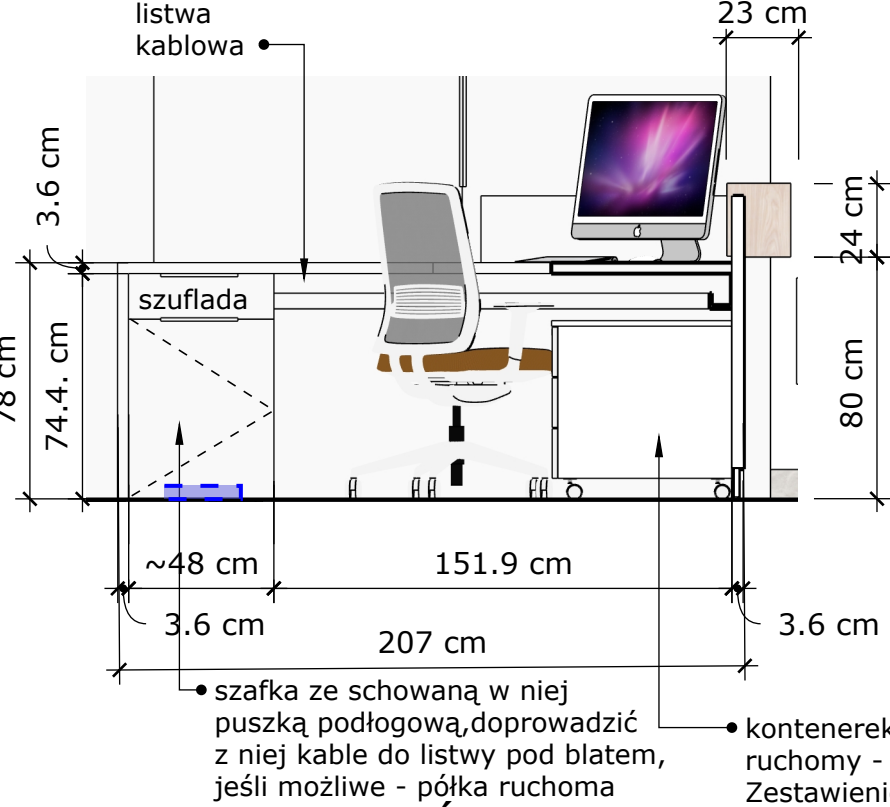 listwa
kablowa
23 cm
3.6 cm
24 cm
szuflada
78 cm
74.4. cm
80 cm
~48 cm
151.9 cm
3.6 cm
3.6 cm
207 cm
szafka ze schowaną w niej
puszką podłogową,doprowadzić
z niej kable do listwy pod blatem,
jeśli możliwe - półka ruchoma
kontenerek
ruchomy -
Zestawieni